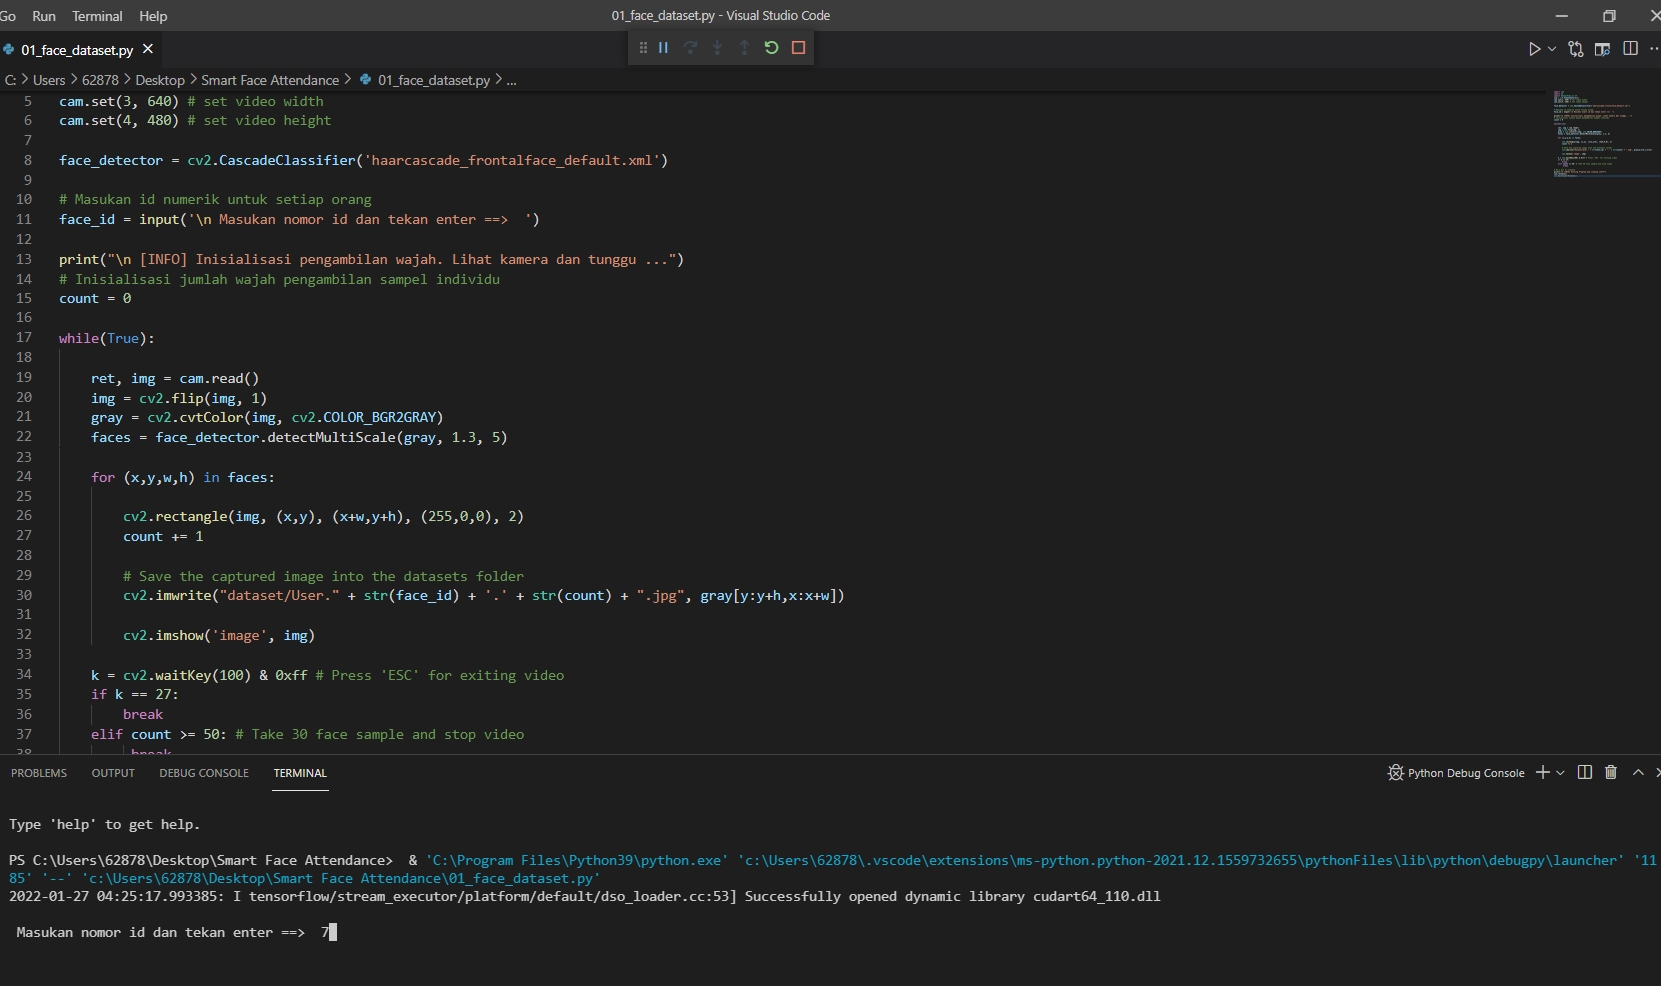 Go Run Terminal Help 01_face_dataset.py - Visual Studio Code
01_face_dataset.py
C: > Users > 62878 > Desktop > Smart Face Attendance > 01_face_dataset.py > ...
5 cam.set(3, 640) # set video width
6 cam.set(4, 480) # set video height
7
8 face_detector = cv2.CascadeClassifier('haarcascade_frontalface_default.xml')
9
10 # Masukan id numerik untuk setiap orang
11 face_id = input('\n Masukan nomor id dan tekan enter ==>  ')
12
13 print("\n [INFO] Inisialisasi pengambilan wajah. Lihat kamera dan tunggu ...")
14 # Inisialisasi jumlah wajah pengambilan sampel individu
15 count = 0
16
17 while(True):
18
19 ret, img = cam.read()
20 img = cv2.flip(img, 1)
21 gray = cv2.cvtColor(img, cv2.COLOR_BGR2GRAY)
22 faces = face_detector.detectMultiScale(gray, 1.3, 5)
23
24 for (x,y,w,h) in faces:
25
26 cv2.rectangle(img, (x,y), (x+w,y+h), (255,0,0), 2)
27 count += 1
28
29 # Save the captured image into the datasets folder
30 cv2.imwrite("dataset/User." + str(face_id) + '.' + str(count) + ".jpg", gray[y:y+h,x:x+w])
31
32 cv2.imshow('image', img)
33
34 k = cv2.waitKey(100) & 0xff # Press 'ESC' for exiting video
35 if k == 27:
36 break
37 elif count >= 50: # Take 30 face sample and stop video
38 break
PROBLEMS OUTPUT DEBUG CONSOLE TERMINAL Python Debug Console
Type 'help' to get help.
PS C:\Users\62878\Desktop\Smart Face Attendance>  & 'C:\Program Files\Python39\python.exe' 'c:\Users\62878\.vscode\extensions\ms-python.python-2021.12.1559732655\pythonFiles\lib\python\debugpy\launcher' '11
85' '--' 'c:\Users\62878\Desktop\Smart Face Attendance\01_face_dataset.py'
2022-01-27 04:25:17.993385: I tensorflow/stream_executor/platform/default/dso_loader.cc:53] Successfully opened dynamic library cudart64_110.dll
Masukan nomor id dan tekan enter ==>  7